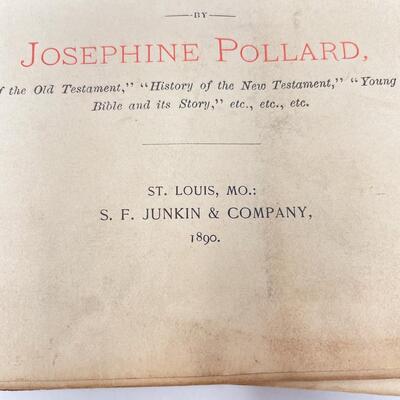 BY
JOSEPHINE POLLARD,
f the Old Testament," "History of the New Testament," "Young
Bible and its Story," etc., etc., etc.
ST. LOUIS, MO.:
S. F. JUNKIN & COMPANY,
1890.